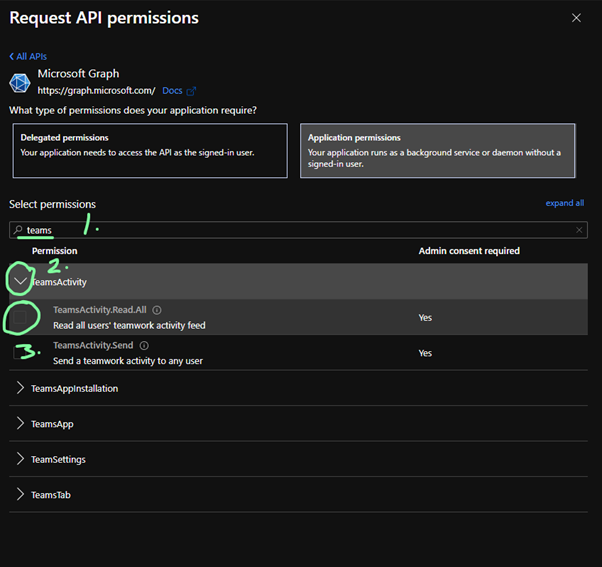 Request API permissions
All APIs
Microsoft Graph
https://graph.microsoft.com/ Docs
What type of permissions does your application require?
Delegated permissions
Your application needs to access the API as the signed-in user.
Application permissions
Your application runs as a background service or daemon without a
signed-in user.
Select permissions
expand all
teams
1.
Permission Admin consent required
2.
TeamsActivity
TeamsActivity.Read.All
Read all users' teamwork activity feed
Yes
3.
TeamsActivity.Send
Send a teamwork activity to any user
Yes
TeamsAppInstallation
TeamsApp
TeamSettings
TeamsTab